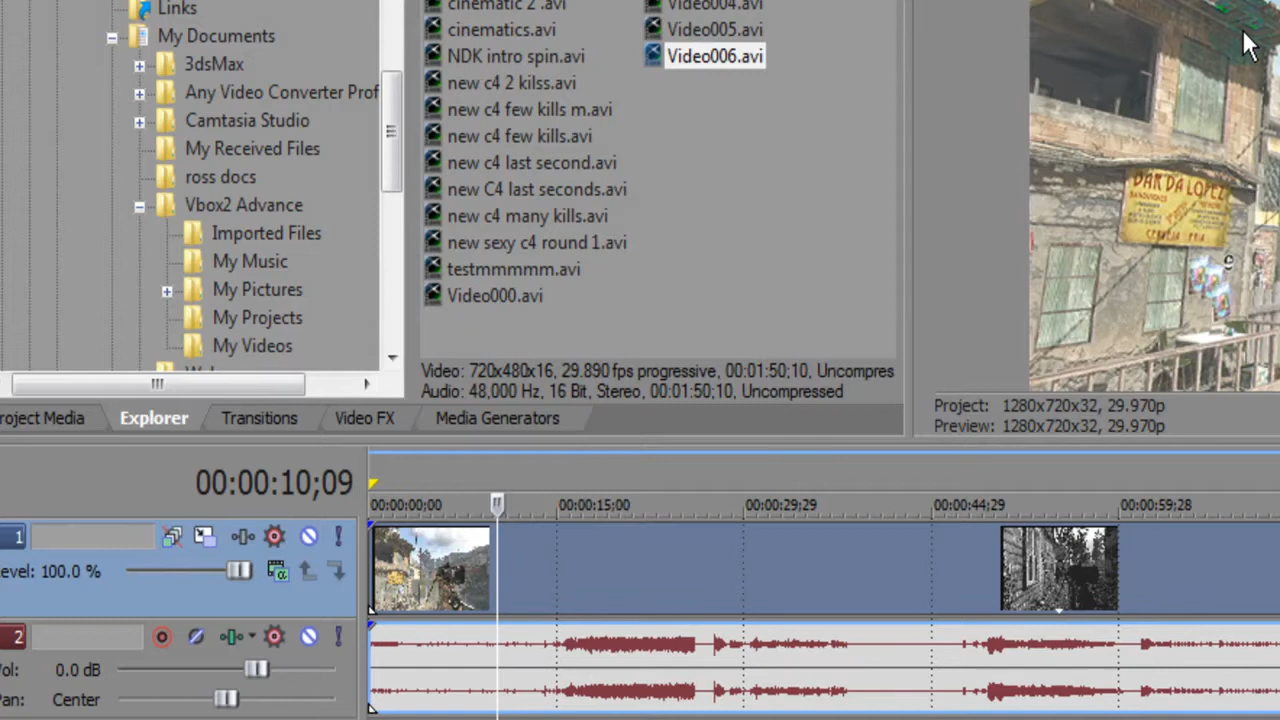 Links
My Documents
3dsMax
Any Video Converter Prof
Camtasia Studio
My Received Files
ross docs
Vbox2 Advance
Imported Files
My Music
My Pictures
My Projects
My Videos
cinematic 2 .avi
cinematics.avi
NDK intro spin.avi
new c4 2 kilss.avi
new c4 few kills m.avi
new c4 few kills.avi
new c4 last second.avi
new C4 last seconds.avi
new c4 many kills.avi
new sexy c4 round 1.avi
testmmmmm.avi
Video000.avi
Video004.avi
Video005.avi
Video006.avi
Video: 720x480x16, 29.890 fps progressive, 00:01:50;10, Uncompres
Audio: 48,000 Hz, 16 Bit, Stereo, 00:01:50;10, Uncompressed
BAR DA LOPEZ
CERVEJA FRIA
Project: 1280x720x32, 29.970p
Preview: 1280x720x32, 29.970p
roject Media Explorer Transitions Video FX Media Generators
00:00:10;09
00:00:00;00 00:00:15;00 00:00:29;29 00:00:44;29 00:00:59;28
1
evel: 100.0 %
2
ol: 0.0 dB
Pan: Center